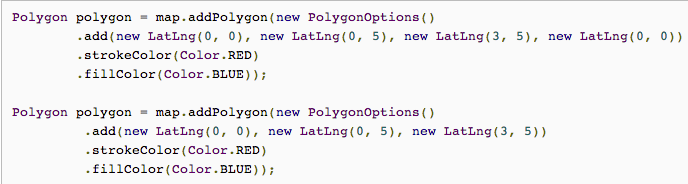 Polygon polygon = map.addPolygon(new PolygonOptions()
.add(new LatLng(0, 0), new LatLng(0, 5), new LatLng(3, 5), new LatLng(0, 0))
.strokeColor(Color.RED)
.fillColor(Color.BLUE));
Polygon polygon = map.addPolygon(new PolygonOptions()
.add(new LatLng(0, 0), new LatLng(0, 5), new LatLng(3, 5))
.strokeColor(Color.RED)
.fillColor(Color.BLUE));